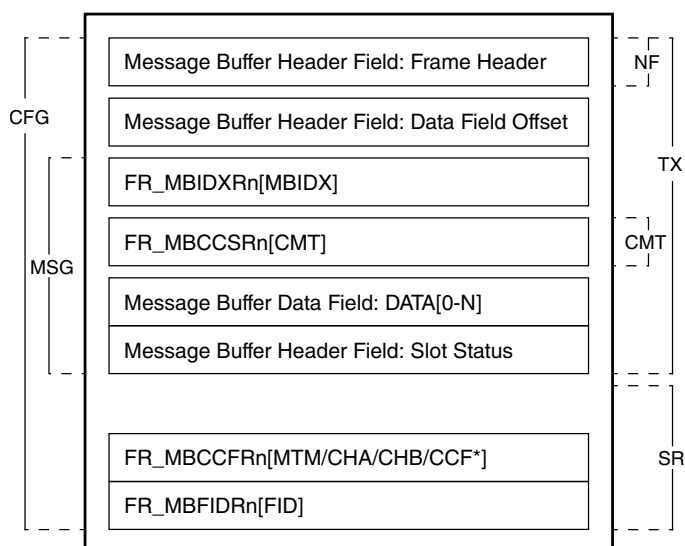 Message Buffer Header Field: Frame Header
NF
CFG
Message Buffer Header Field: Data Field Offset
TX
FR_MBIDXRn[MBIDX]
FR_MBCCSRn[CMT]
CMT
MSG
Message Buffer Data Field: DATA[0-N]
Message Buffer Header Field: Slot Status
FR_MBCCFRn[MTM/CHA/CHB/CCF*]
SR
FR_MBFIDRn[FID]